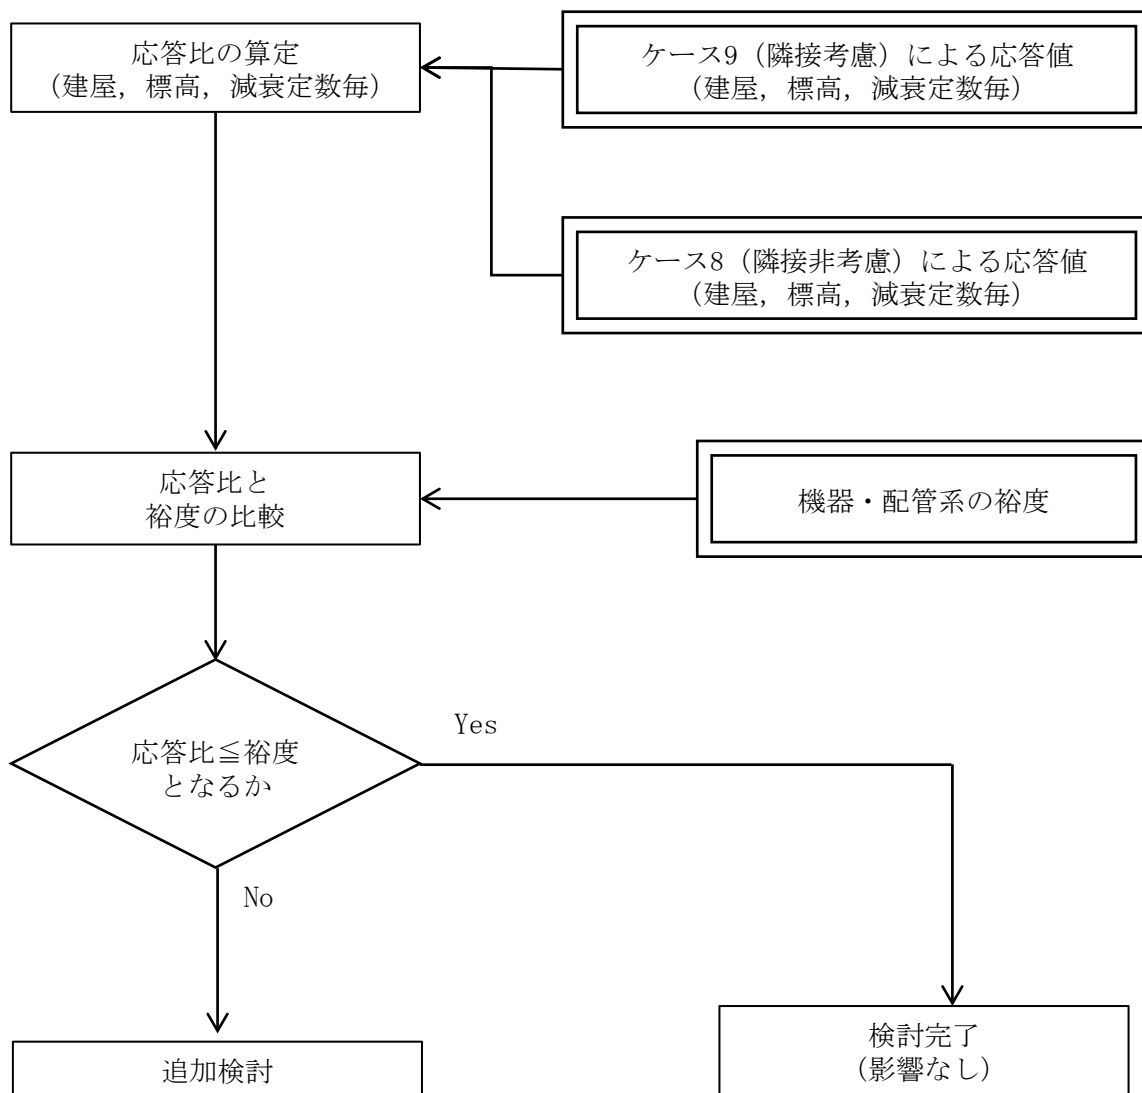 応答比の算定
（建屋，標高，減衰定数毎）
ケース9（隣接考慮）による応答値
（建屋，標高，減衰定数毎）
ケース8（隣接非考慮）による応答値
（建屋，標高，減衰定数毎）
応答比と
裕度の比較
機器・配管系の裕度
応答比≦裕度
となるか
Yes
No
追加検討
検討完了
（影響なし）